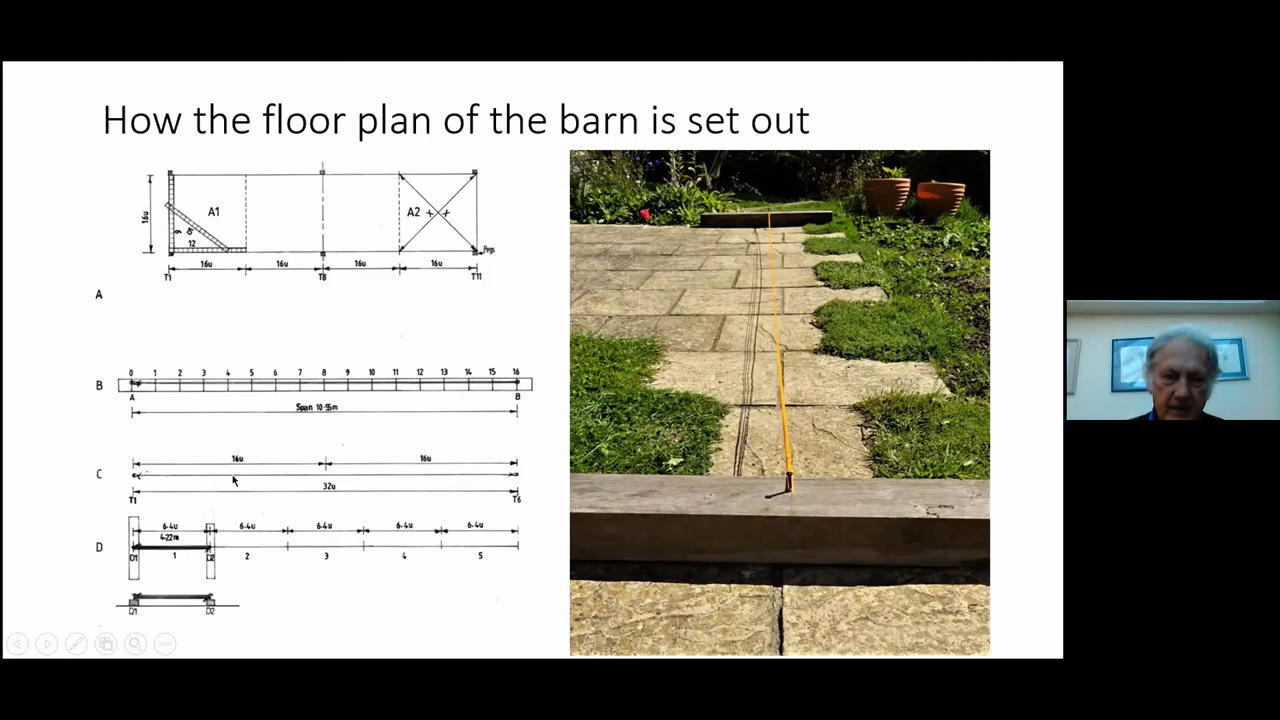 How the floor plan of the barn is set out
16u
A1
9
15
12
A2
Pegs
16u 16u 16u 16u
T1 T6 T11
A
0 1 2 3 4 5 6 7 8 9 10 11 12 13 14 15 16
B
A B
Span 10·55m
16u 16u
C
32u
T1 T6
6·4u 6·4u 6·4u 6·4u 6·4u
4·22m
D
D1 1 D2 2 3 4 5
D1 D2